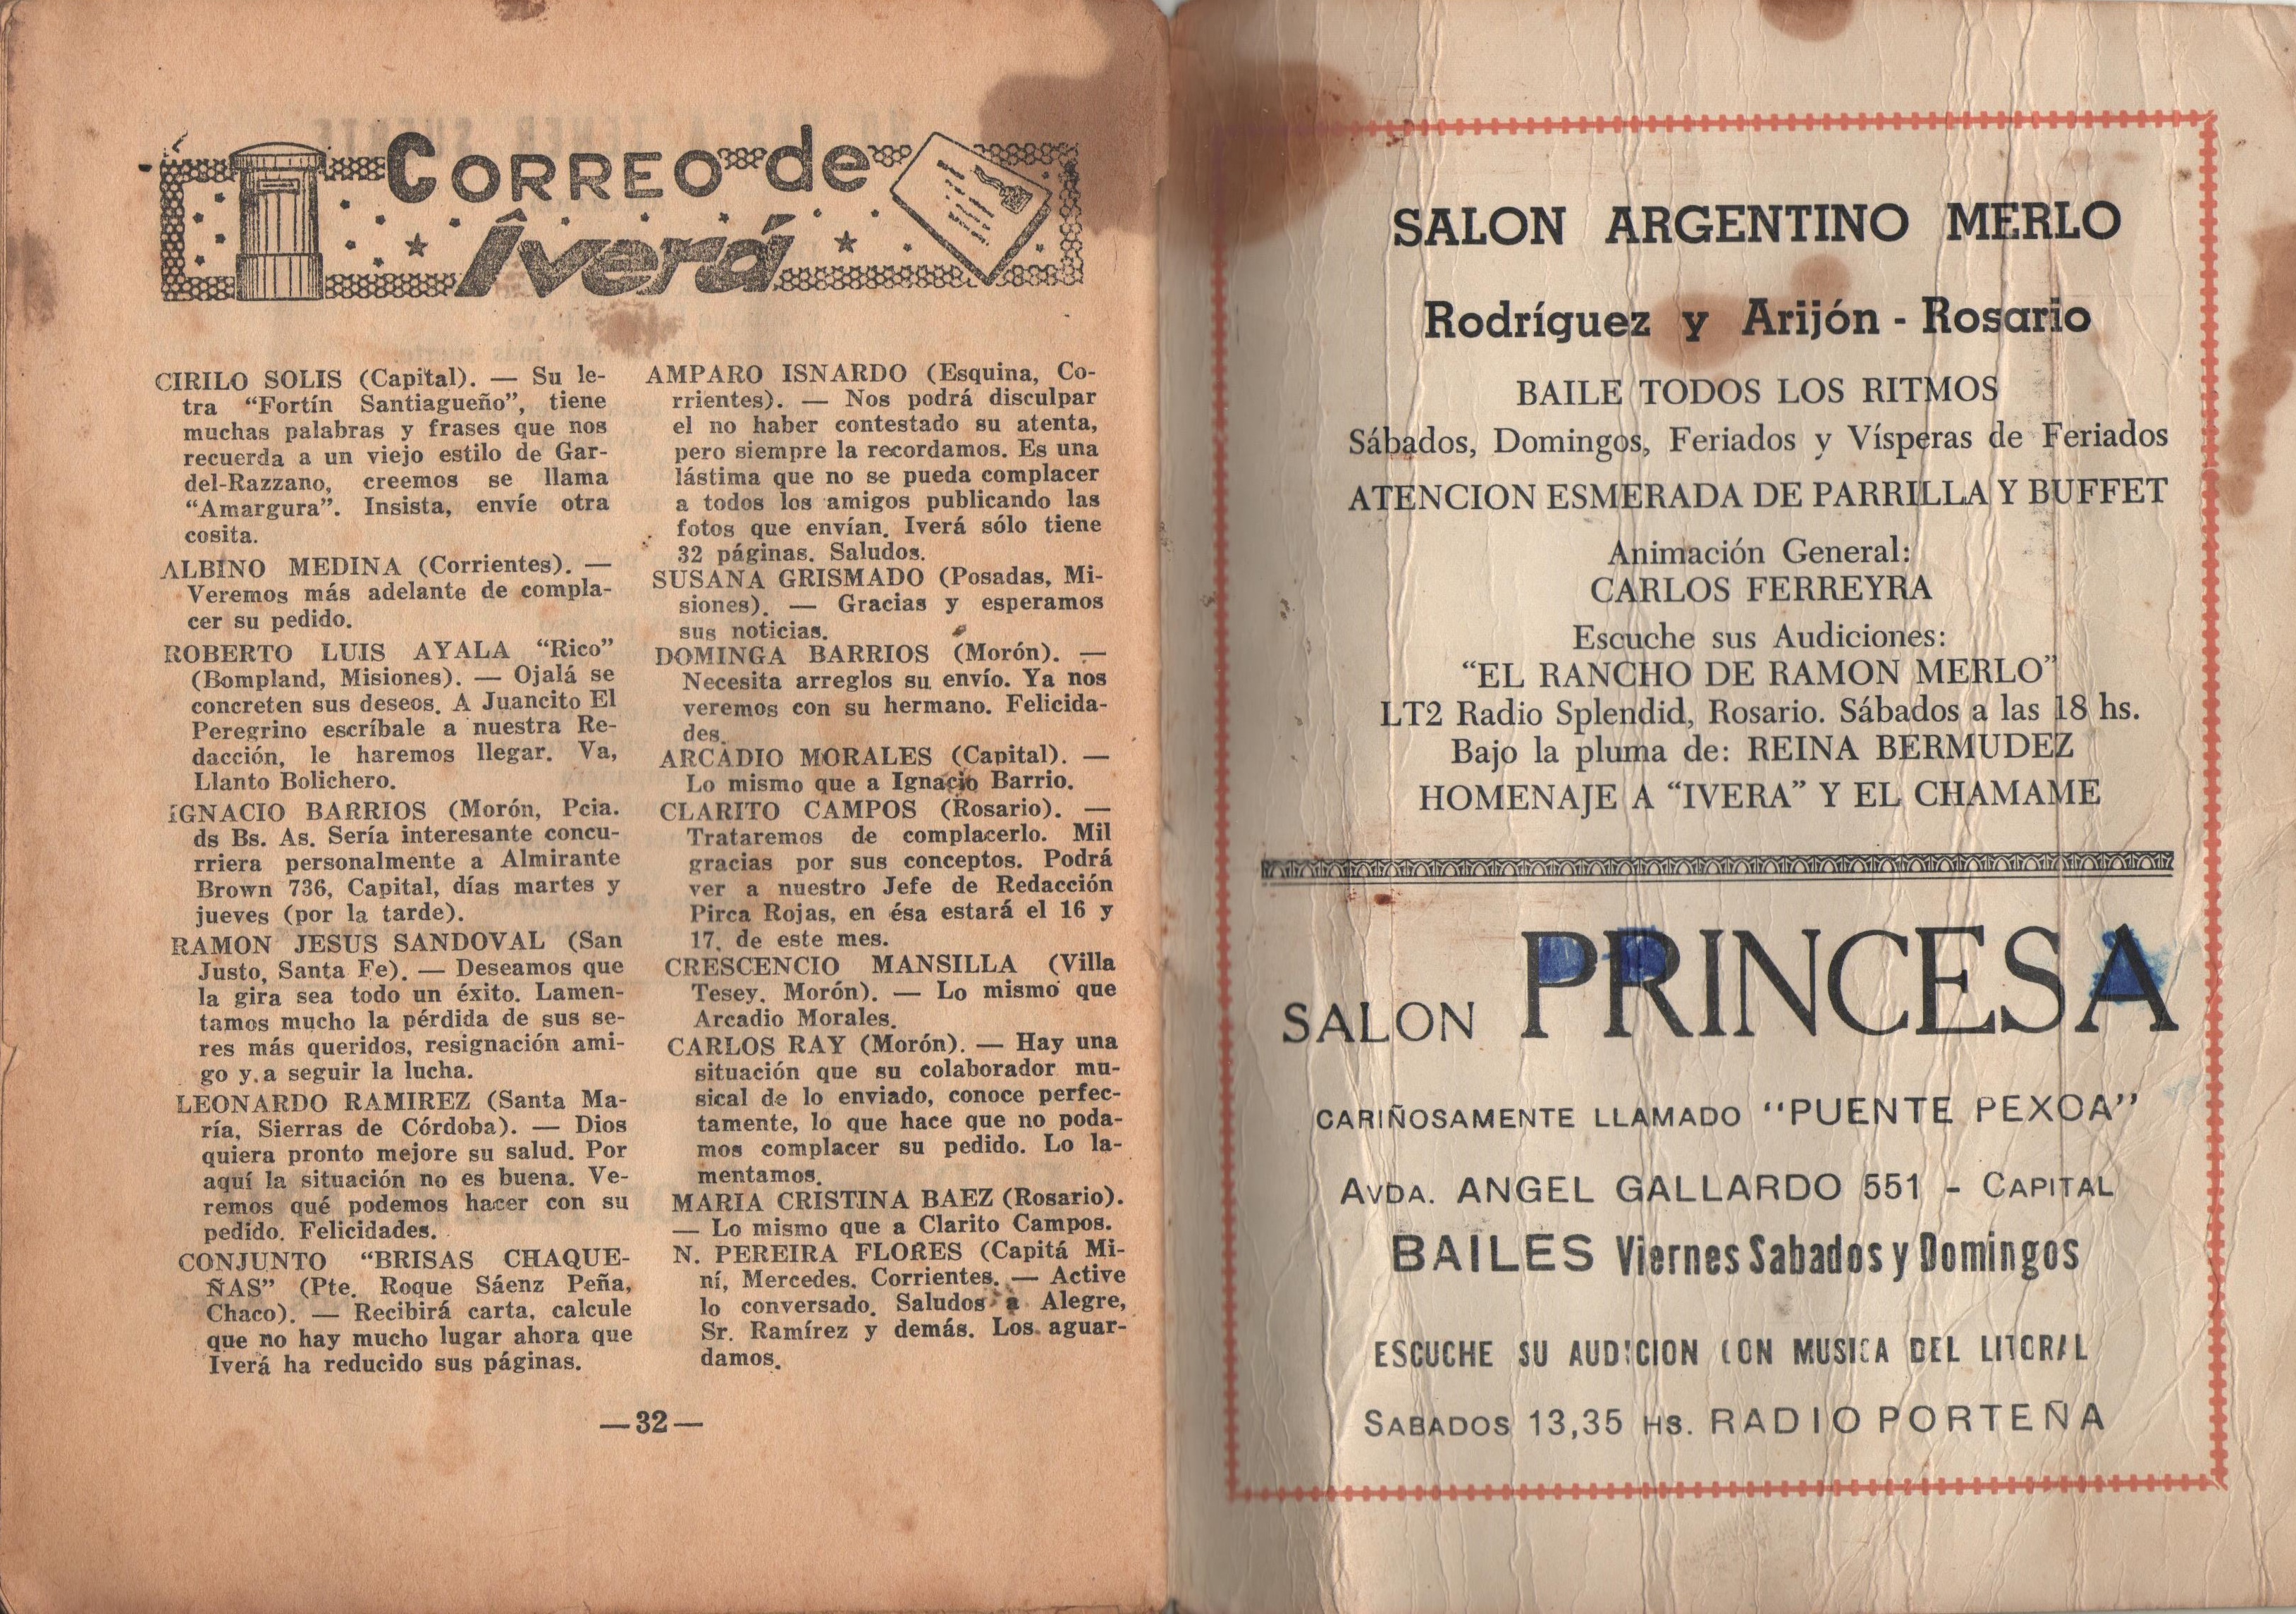 CORREO de
Iverá
CIRILO SOLIS (Capital). — Su le-
tra "Fortín Santiagueño", tiene
muchas palabras y frases que nos
recuerda a un viejo estilo de Gar-
del-Razzano, creemos se llama
"Amargura". Insista, envíe otra
cosita.
ALBINO MEDINA (Corrientes). —
Veremos más adelante de compla-
cer su pedido.
ROBERTO LUIS AYALA "Rico"
(Bompland, Misiones). — Ojalá se
concreten sus deseos. A Juancito El
Peregrino escríbale a nuestra Re-
dacción, le haremos llegar. Va,
Llanto Bolichero.
IGNACIO BARRIOS (Morón, Pcia.
ds Bs. As. Sería interesante concu-
rriera personalmente a Almirante
Brown 736, Capital, días martes y
jueves (por la tarde).
RAMON JESUS SANDOVAL (San
Justo, Santa Fe). — Deseamos que
la gira sea todo un éxito. Lamen-
tamos mucho la pérdida de sus se-
res más queridos, resignación ami-
go y a seguir la lucha.
LEONARDO RAMIREZ (Santa Ma-
ría, Sierras de Córdoba). — Dios
quiera pronto mejore su salud. Por
aquí la situación no es buena. Ve-
remos qué podemos hacer con su
pedido. Felicidades.
CONJUNTO "BRISAS CHAQUE-
ÑAS" (Pte. Roque Sáenz Peña,
Chaco). — Recibirá carta, calcule
que no hay mucho lugar ahora que
Iverá ha reducido sus páginas.
AMPARO ISNARDO (Esquina, Co-
rrientes). — Nos podrá disculpar
el no haber contestado su atenta,
pero siempre la recordamos. Es una
lástima que no se pueda complacer
a todos los amigos publicando las
fotos que envían. Iverá sólo tiene
32 páginas. Saludos.
SUSANA GRISMADO (Posadas, Mi-
siones). — Gracias y esperamos
sus noticias.
DOMINGA BARRIOS (Morón). —
Necesita arreglos su envío. Ya nos
veremos con su hermano. Felicida-
des.
ARCADIO MORALES (Capital). —
Lo mismo que a Ignacio Barrio.
CLARITO CAMPOS (Rosario). —
Trataremos de complacerlo. Mil
gracias por sus conceptos. Podrá
ver a nuestro Jefe de Redacción
Pirca Rojas, en ésa estará el 16 y
17. de este mes.
CRESCENCIO MANSILLA (Villa
Tesey. Morón). — Lo mismo que
Arcadio Morales.
CARLOS RAY (Morón). — Hay una
situación que su colaborador mu-
sical de lo enviado, conoce perfec-
tamente, lo que hace que no poda-
mos complacer su pedido. Lo la-
mentamos.
MARIA CRISTINA BAEZ (Rosario).
— Lo mismo que a Clarito Campos.
N. PEREIRA FLORES (Capitá Mi-
ní, Mercedes. Corrientes. — Active
lo conversado. Saludos a Alegre,
Sr. Ramírez y demás. Los aguar-
damos.
—32—
SALON ARGENTINO MERLO
Rodríguez y Arijón - Rosario
BAILE TODOS LOS RITMOS
Sábados, Domingos, Feriados y Vísperas de Feriados
ATENCION ESMERADA DE PARRILLA Y BUFFET
Animación General:
CARLOS FERREYRA
Escuche sus Audiciones:
"EL RANCHO DE RAMON MERLO"
LT2 Radio Splendid, Rosario. Sábados a las 18 hs.
Bajo la pluma de: REINA BERMUDEZ
HOMENAJE A "IVERA" Y EL CHAMAME
SALON PRINCESA
CARIÑOSAMENTE LLAMADO "PUENTE PEXOA"
AVDA. ANGEL GALLARDO 551 - CAPITAL
BAILES Viernes Sabados y Domingos
ESCUCHE SU AUDICION CON MUSICA DEL LITORAL
SABADOS 13,35 HS. RADIO PORTEÑA